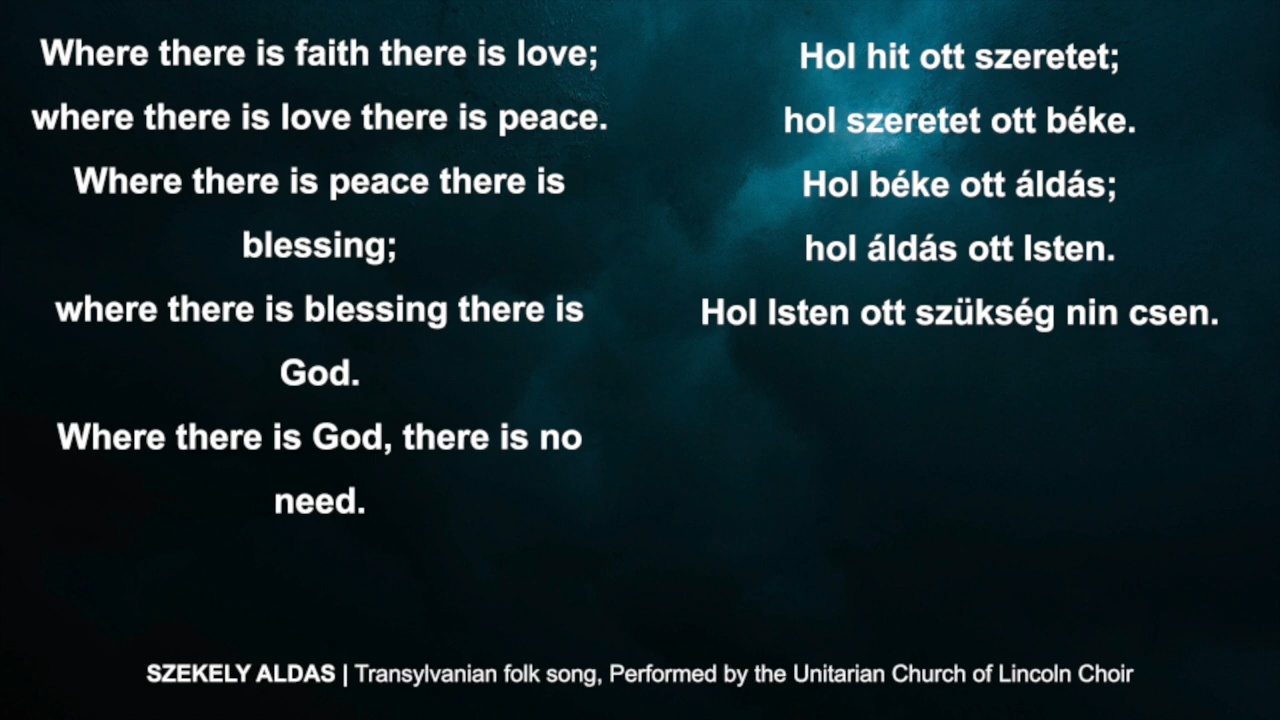 Where there is faith there is love;
where there is love there is peace.
Where there is peace there is
blessing;
where there is blessing there is
God.
Where there is God, there is no
need.
Hol hit ott szeretet;
hol szeretet ott béke.
Hol béke ott áldás;
hol áldás ott Isten.
Hol Isten ott szükség nin csen.
SZEKELY ALDAS | Transylvanian folk song, Performed by the Unitarian Church of Lincoln Choir